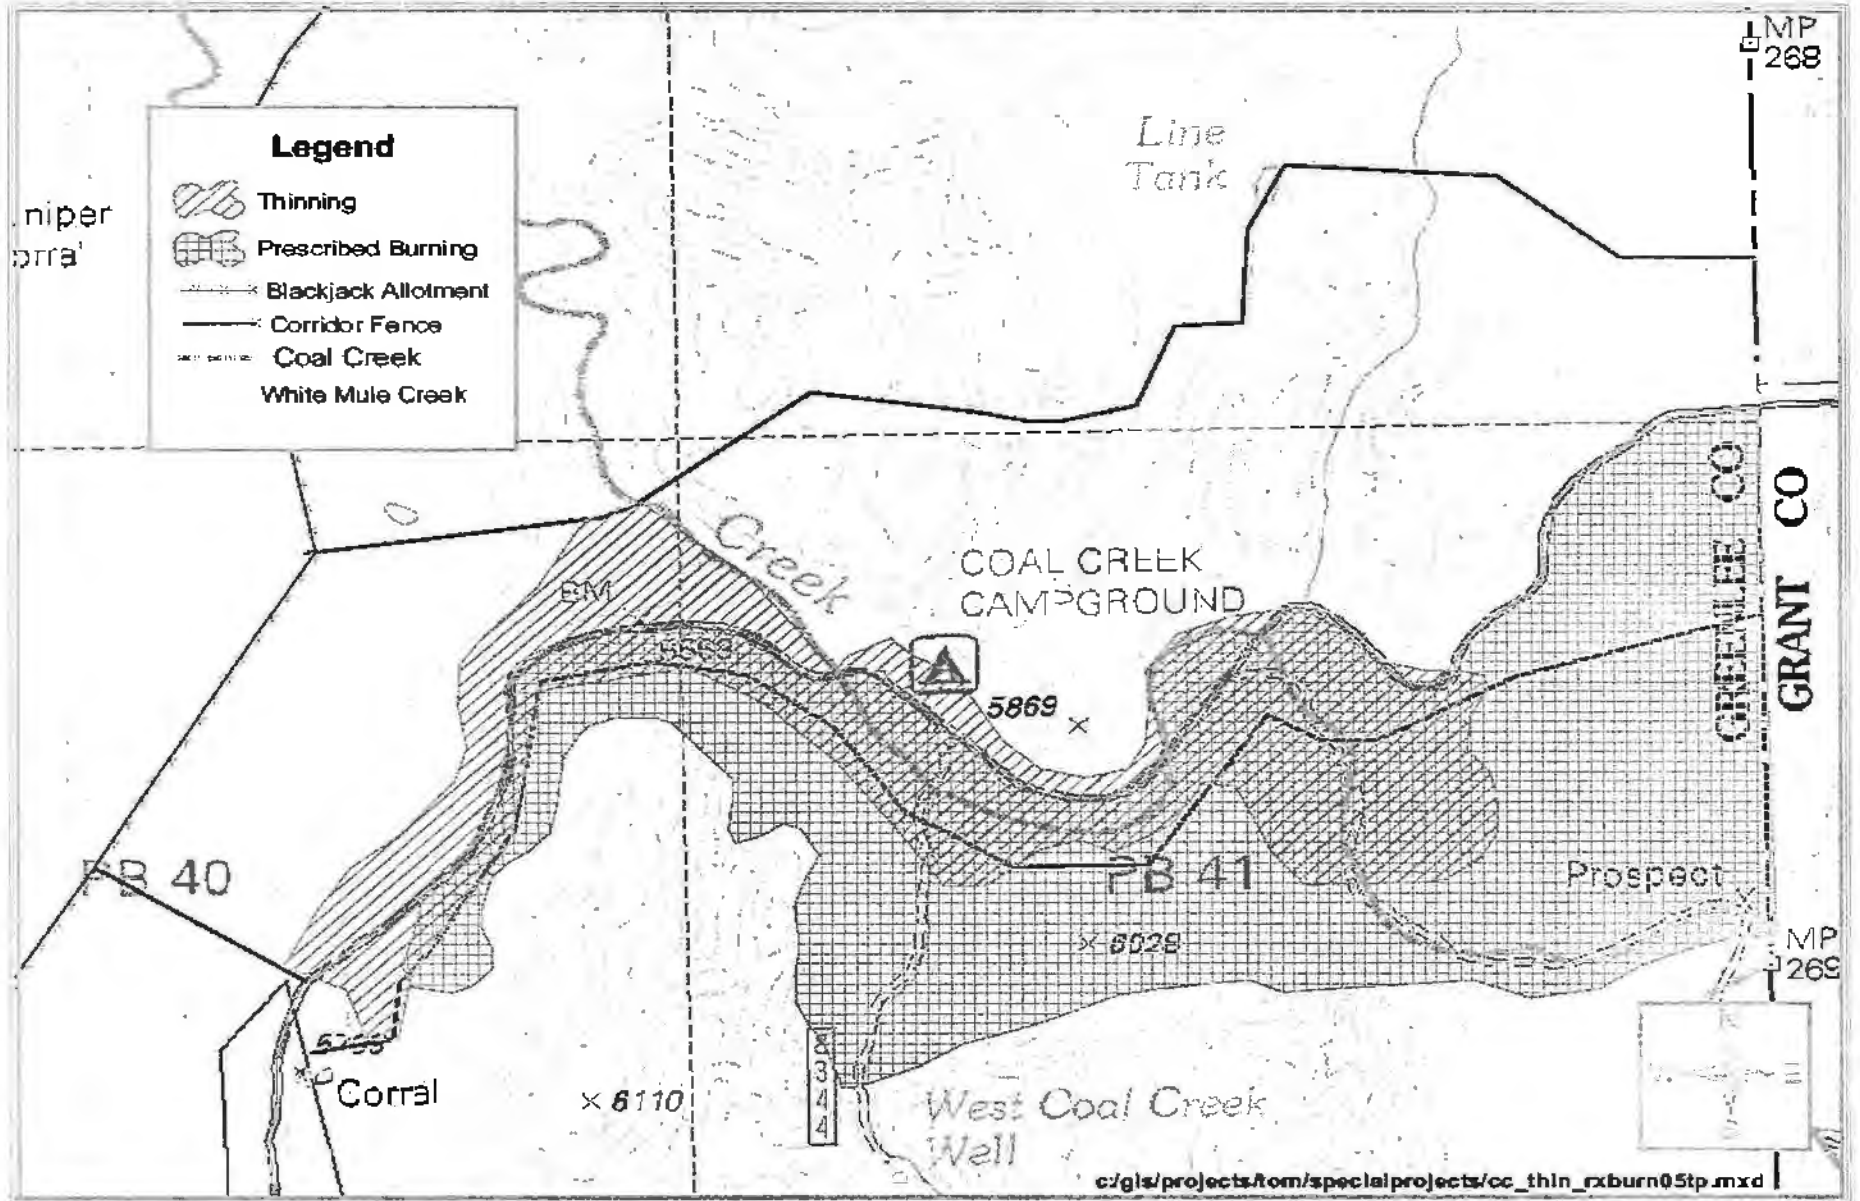 MP
268
Line
Tank
Legend
Thinning
Prescribed Burning
Blackjack Allotment
Corridor Fence
Coal Creek
White Mule Creek
niper
Creek
COAL CREEK
CAMPGROUND
BM
5869
GREENLEE CO
GRANT CO
PB 40
PB 41
Prospect
6028
MP
269
Corral
6110
3
4
4
West Coal Creek
Well
c/gis/projects/tom/specialprojects/cc_thin_rxburn05tp.mxd